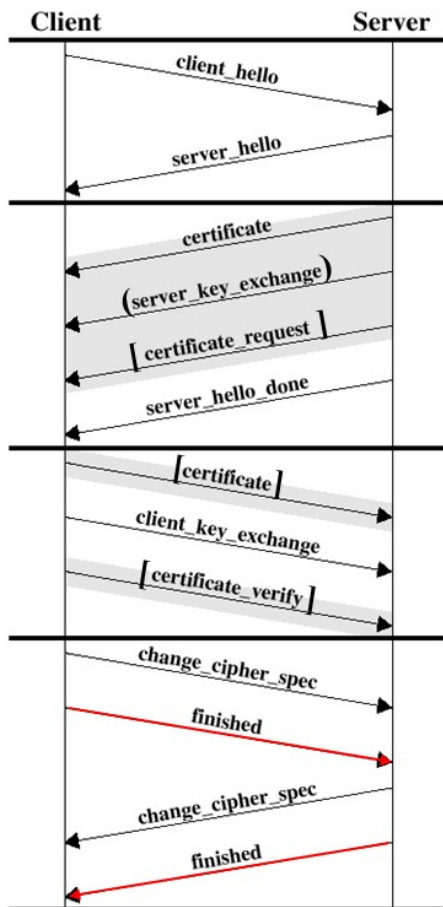 Client Server
client_hello
server_hello
certificate
(server_key_exchange)
[ certificate_request ]
server_hello_done
[certificate]
client_key_exchange
[certificate_verify]
change_cipher_spec
finished
change_cipher_spec
finished